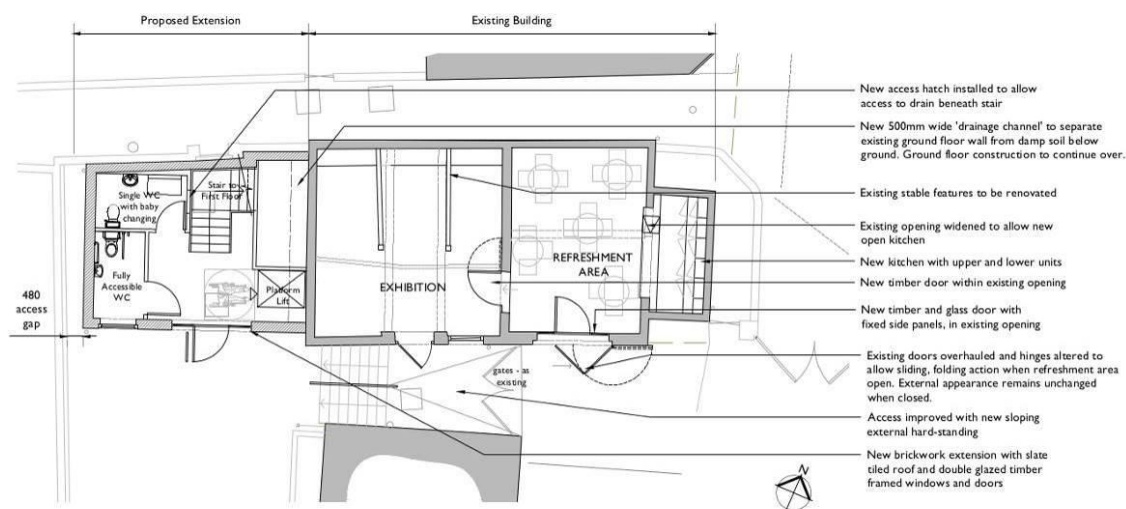 Proposed Extension
Existing Building
New access hatch installed to allow
access to drain beneath stair
New 500mm wide 'drainage channel' to separate
existing ground floor wall from damp soil below
ground. Ground floor construction to continue over.
Existing stable features to be renovated
Existing opening widened to allow new
open kitchen
New kitchen with upper and lower units
New timber door within existing opening
New timber and glass door with
fixed side panels, in existing opening
Existing doors overhauled and hinges altered to
allow sliding, folding action when refreshment area
open. External appearance remains unchanged
when closed.
Access improved with new sloping
external hard-standing
New brickwork extension with slate
tiled roof and double glazed timber
framed windows and doors
Single WC
with baby
changing
Stair to
First Floor
Fully
Accessible
WC
Platform
Lift
EXHIBITION
REFRESHMENT
AREA
480
access
gap
gates - as
existing
N